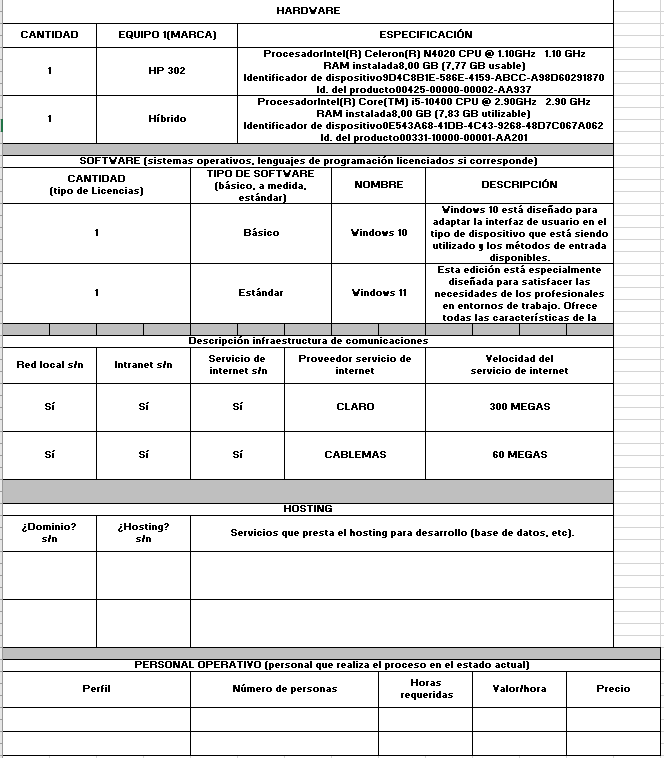 HARDWARE
CANTIDAD EQUIPO 1(MARCA) ESPECIFICACIÓN
1 HP 302 ProcesadorIntel(R) Celeron(R) N4020 CPU @ 1.10GHz 1.10 GHz
RAM instalada8,00 GB (7,77 GB usable)
Identificador de dispositivo9D4C8B1E-586E-4159-ABCC-A98D60291870
Id. del producto00425-00000-00002-AA937
1 Híbrido ProcesadorIntel(R) Core(TM) i5-10400 CPU @ 2.90GHz 2.90 GHz
RAM instalada8,00 GB (7,83 GB utilizable)
Identificador de dispositivo0E543A68-41DB-4C43-9268-48D7C067A062
Id. del producto00331-10000-00001-AA201
SOFTWARE (sistemas operativos, lenguajes de programación licenciados si corresponde)
CANTIDAD
(tipo de Licencias)
TIPO DE SOFTWARE
(básico, a medida,
estándar)
NOMBRE
DESCRIPCIÓN
1 Básico Windows 10
Windows 10 está diseñado para
adaptar la interfaz de usuario en el
tipo de dispositivo que está siendo
utilizado y los métodos de entrada
disponibles.
1 Estándar Windows 11
Esta edición está especialmente
diseñada para satisfacer las
necesidades de los profesionales
en entornos de trabajo. Ofrece
todas las características de la
Descripción infraestructura de comunicaciones
Red local s/n
Intranet s/n
Servicio de
internet s/n
Proveedor servicio de
internet
Velocidad del
servicio de internet
Sí Sí Sí CLARO 300 MEGAS
Sí Sí Sí CABLEMAS 60 MEGAS
HOSTING
¿Dominio?
s/n
¿Hosting?
s/n
Servicios que presta el hosting para desarrollo (base de datos, etc).
PERSONAL OPERATIVO (personal que realiza el proceso en el estado actual)
Perfil
Número de personas
Horas
requeridas
Valor/hora
Precio